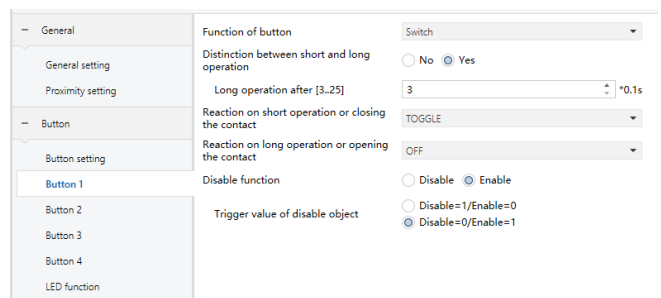 General
General setting
Proximity setting
Button
Button setting
Button 1
Button 2
Button 3
Button 4
LED function
Function of button
Switch
Distinction between short and long
operation
No Yes
Long operation after [3..25]
3
*0.1s
Reaction on short operation or closing
the contact
TOGGLE
Reaction on long operation or opening
the contact
OFF
Disable function
Disable Enable
Trigger value of disable object
Disable=1/Enable=0
Disable=0/Enable=1